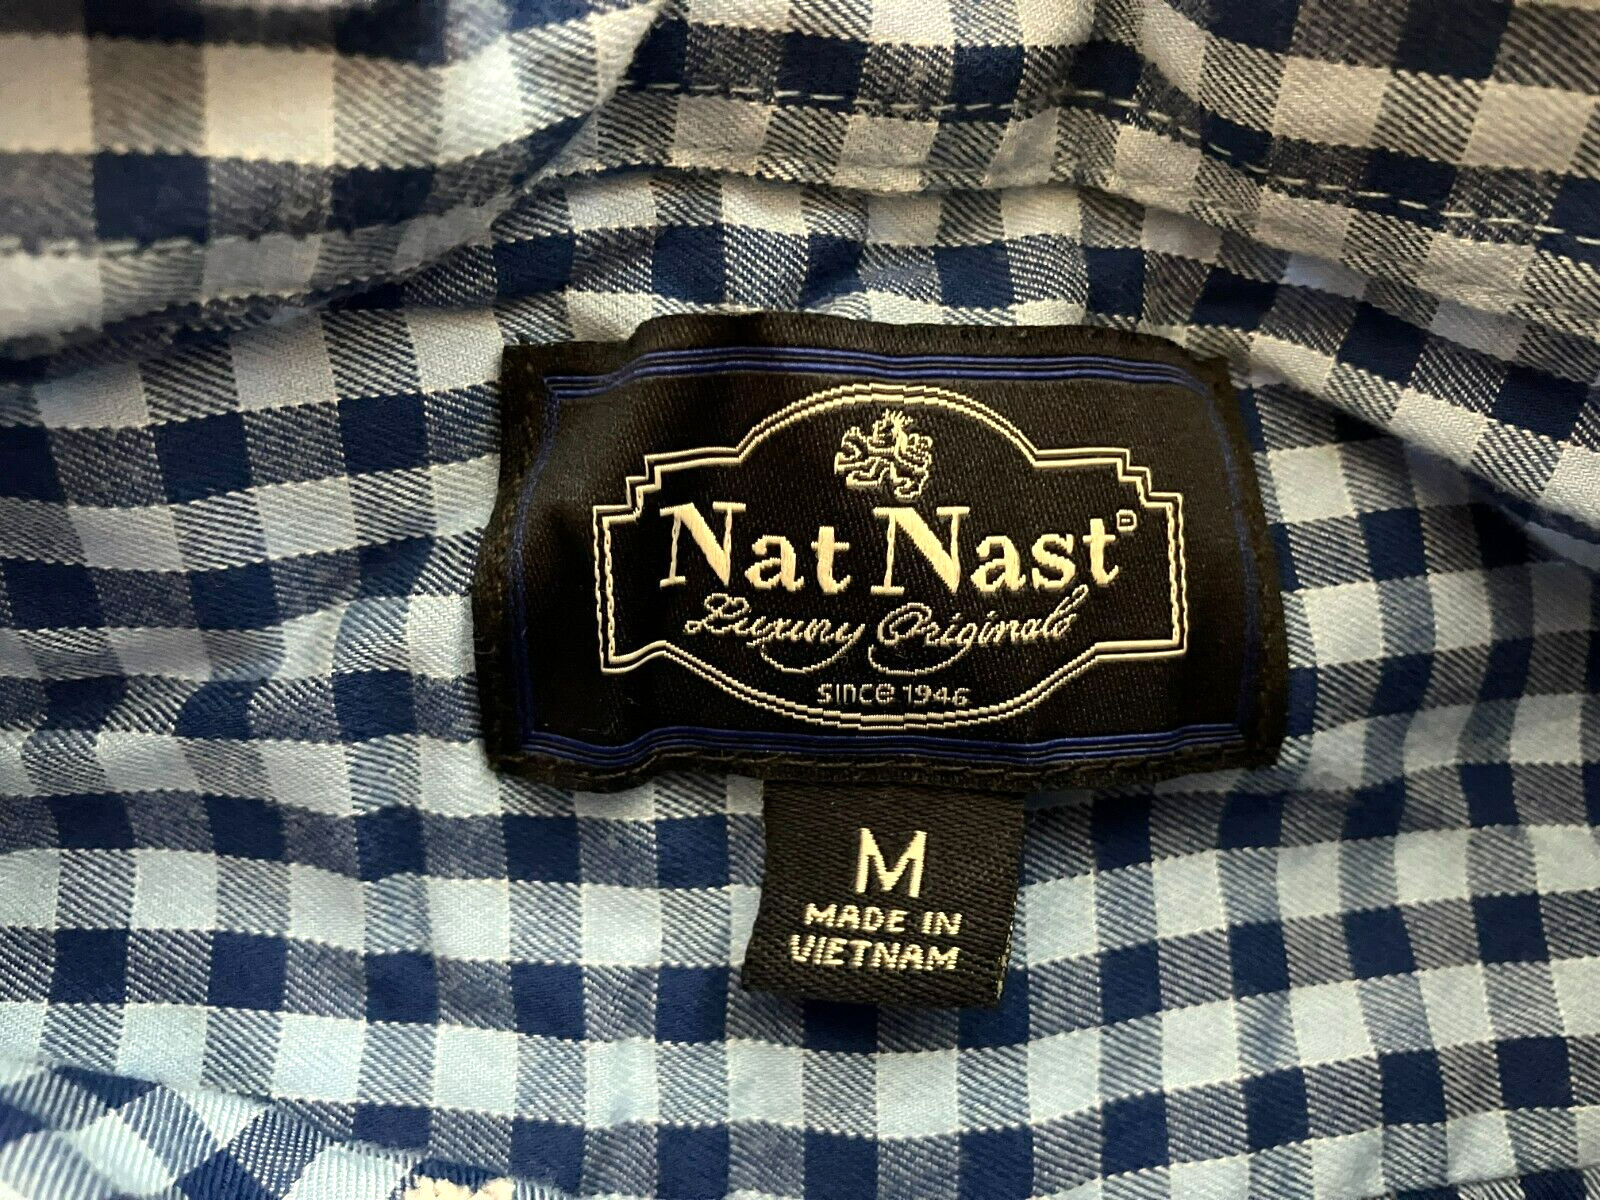 Nat Nast®
Luxury Originals
SINCE 1946
M
MADE IN
VIETNAM